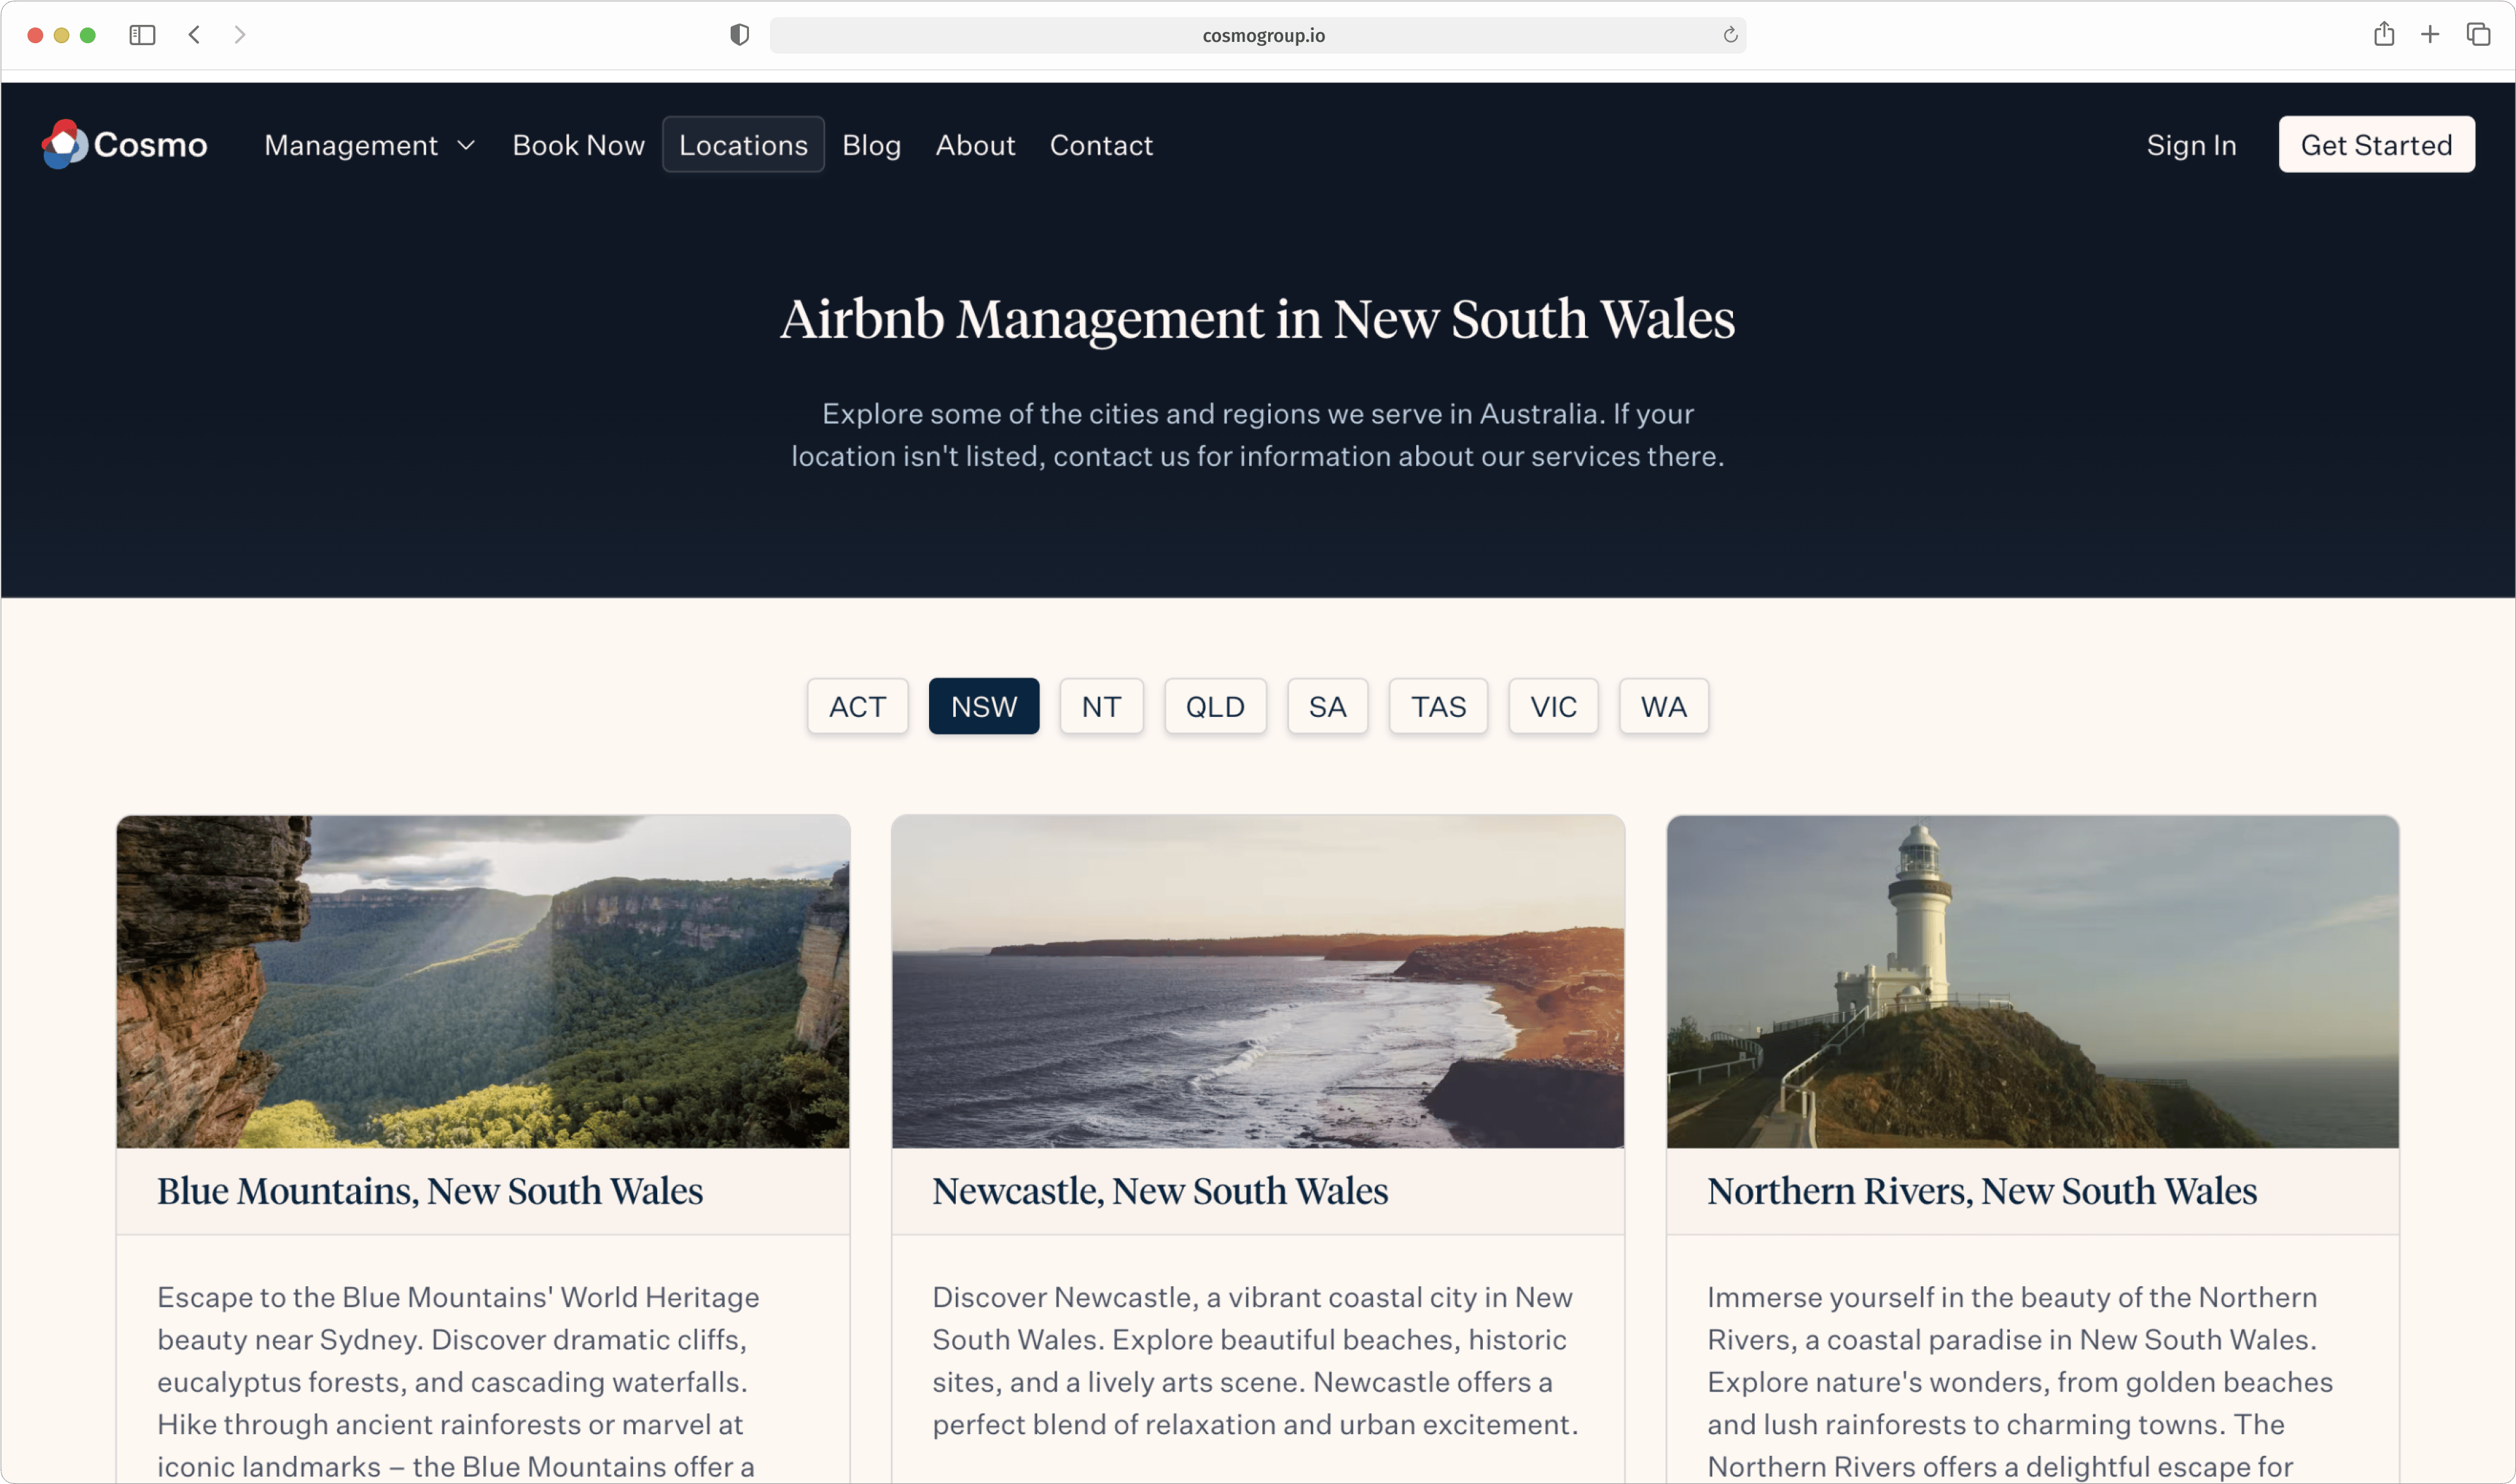 cosmogroup.io
Cosmo
Management
Book Now
Locations
Blog
About
Contact
Sign In
Get Started
Airbnb Management in New South Wales
Explore some of the cities and regions we serve in Australia. If your
location isn't listed, contact us for information about our services there.
ACT
NSW
NT
QLD
SA
TAS
VIC
WA
Blue Mountains, New South Wales
Escape to the Blue Mountains' World Heritage
beauty near Sydney. Discover dramatic cliffs,
eucalyptus forests, and cascading waterfalls.
Hike through ancient rainforests or marvel at
iconic landmarks – the Blue Mountains offer a
Newcastle, New South Wales
Discover Newcastle, a vibrant coastal city in New
South Wales. Explore beautiful beaches, historic
sites, and a lively arts scene. Newcastle offers a
perfect blend of relaxation and urban excitement.
Northern Rivers, New South Wales
Immerse yourself in the beauty of the Northern
Rivers, a coastal paradise in New South Wales.
Explore nature's wonders, from golden beaches
and lush rainforests to charming towns. The
Northern Rivers offers a delightful escape for